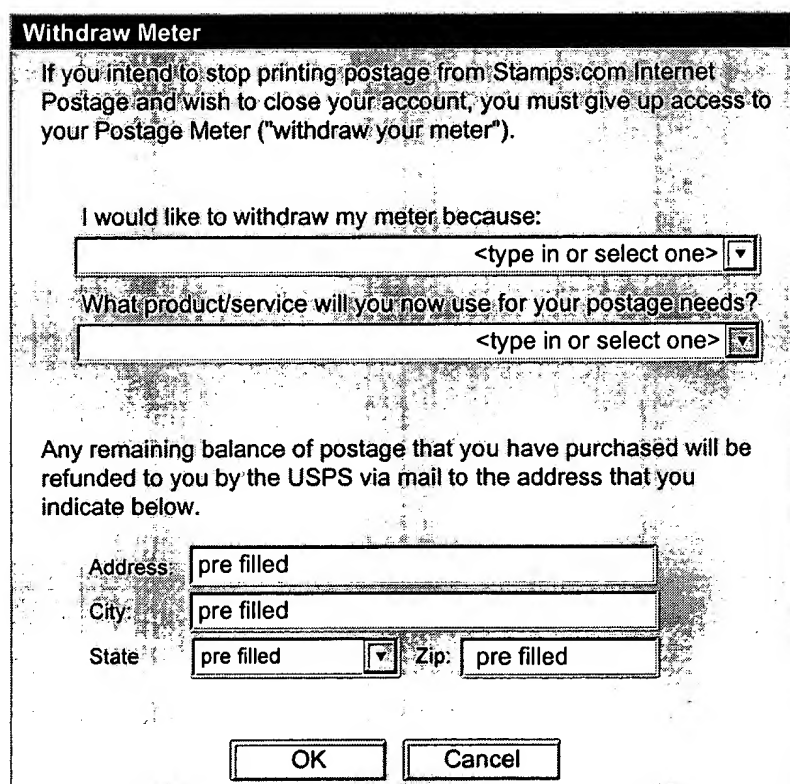 Withdraw Meter
If you intend to stop printing postage from Stamps.com Internet
Postage and wish to close your account, you must give up access to
your Postage Meter ("withdraw your meter").
I would like to withdraw my meter because:
<type in or select one>
What product/service will you now use for your postage needs?
<type in or select one>
Any remaining balance of postage that you have purchased will be
refunded to you by the USPS via mail to the address that you
indicate below.
Address: pre filled
City: pre filled
State pre filled Zip: pre filled
OK Cancel